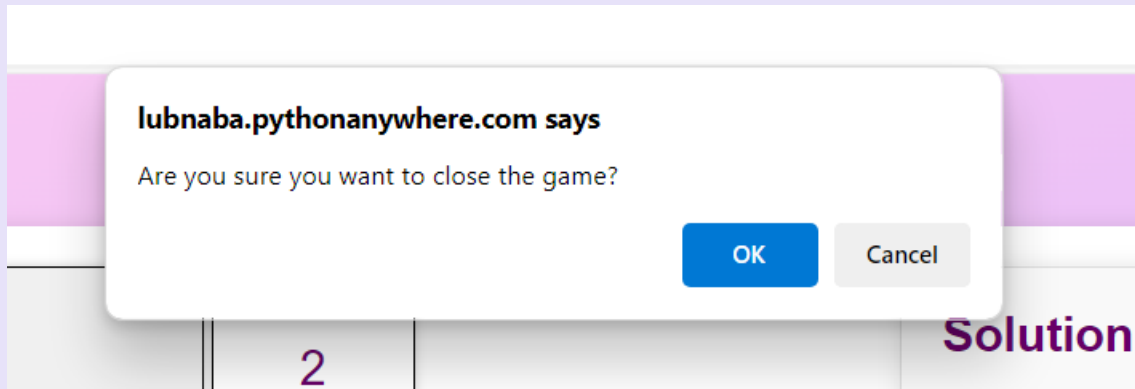 lubnaba.pythonanywhere.com says
Are you sure you want to close the game?
OK Cancel
Solution
2